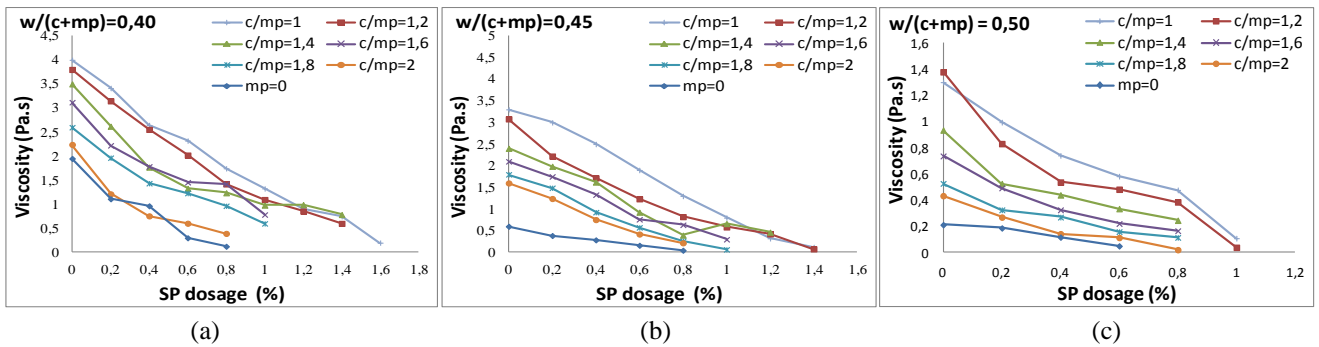 w/(c+mp)=0,40
c/mp=1 c/mp=1,2
c/mp=1,4 c/mp=1,6
c/mp=1,8 c/mp=2
mp=0
Viscosity (Pa.s)
4,5
4
3,5
3
2,5
2
1,5
1
0,5
0
0 0,2 0,4 0,6 0,8 1 1,2 1,4 1,6 1,8
SP dosage (%)
(a)
w/(c+mp)=0,45
c/mp=1 c/mp=1,2
c/mp=1,4 c/mp=1,6
c/mp=1,8 c/mp=2
mp=0
Viscosity (Pa.s)
5
4,5
4
3,5
3
2,5
2
1,5
1
0,5
0
0 0,2 0,4 0,6 0,8 1 1,2 1,4 1,6
SP dosage (%)
(b)
w/(c+mp) = 0,50
c/mp=1 c/mp=1,2
c/mp=1,4 c/mp=1,6
c/mp=1,8 c/mp=2
mp=0
Viscosity (Pa.s)
1,6
1,4
1,2
1
0,8
0,6
0,4
0,2
0
0 0,2 0,4 0,6 0,8 1 1,2
SP dosage (%)
(c)